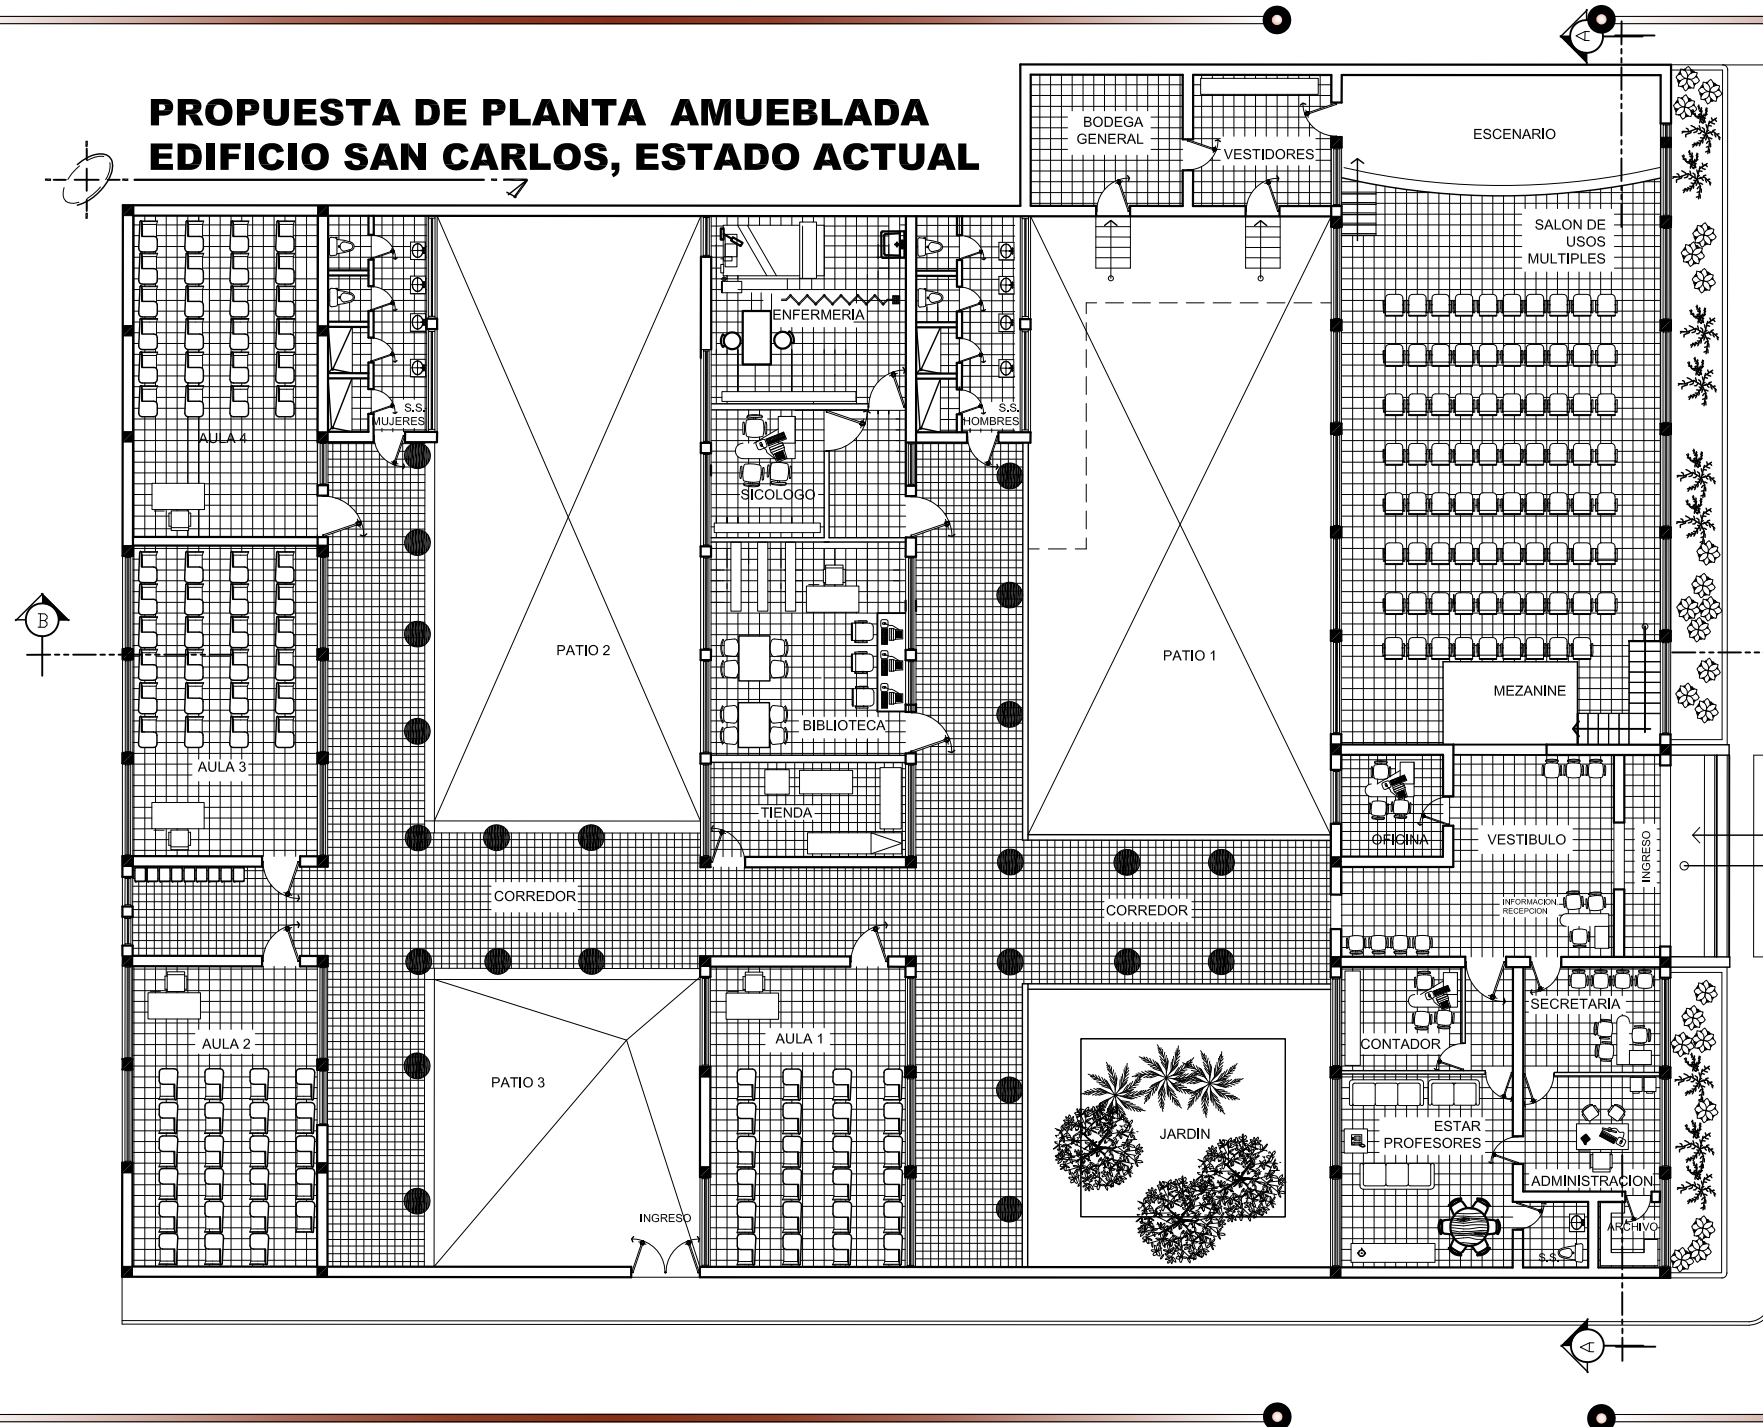 PROPUESTA DE PLANTA AMUEBLADA
EDIFICIO SAN CARLOS, ESTADO ACTUAL
A
BODEGA
GENERAL
VESTIDORES
ESCENARIO
SALON DE
USOS
MULTIPLES
ENFERMERIA
S.S.
MUJERES
S.S.
HOMBRES
AULA 4
SICOLOGO
B
PATIO 2
PATIO 1
MEZANINE
BIBLIOTECA
AULA 3
TIENDA
OFICINA
VESTIBULO
INGRESO
CORREDOR
CORREDOR
INFORMACION
RECEPCION
SECRETARIA
AULA 2
AULA 1
CONTADOR
PATIO 3
JARDIN
ESTAR
PROFESORES
ADMINISTRACION
INGRESO
ARCHIVO
S.S.
A